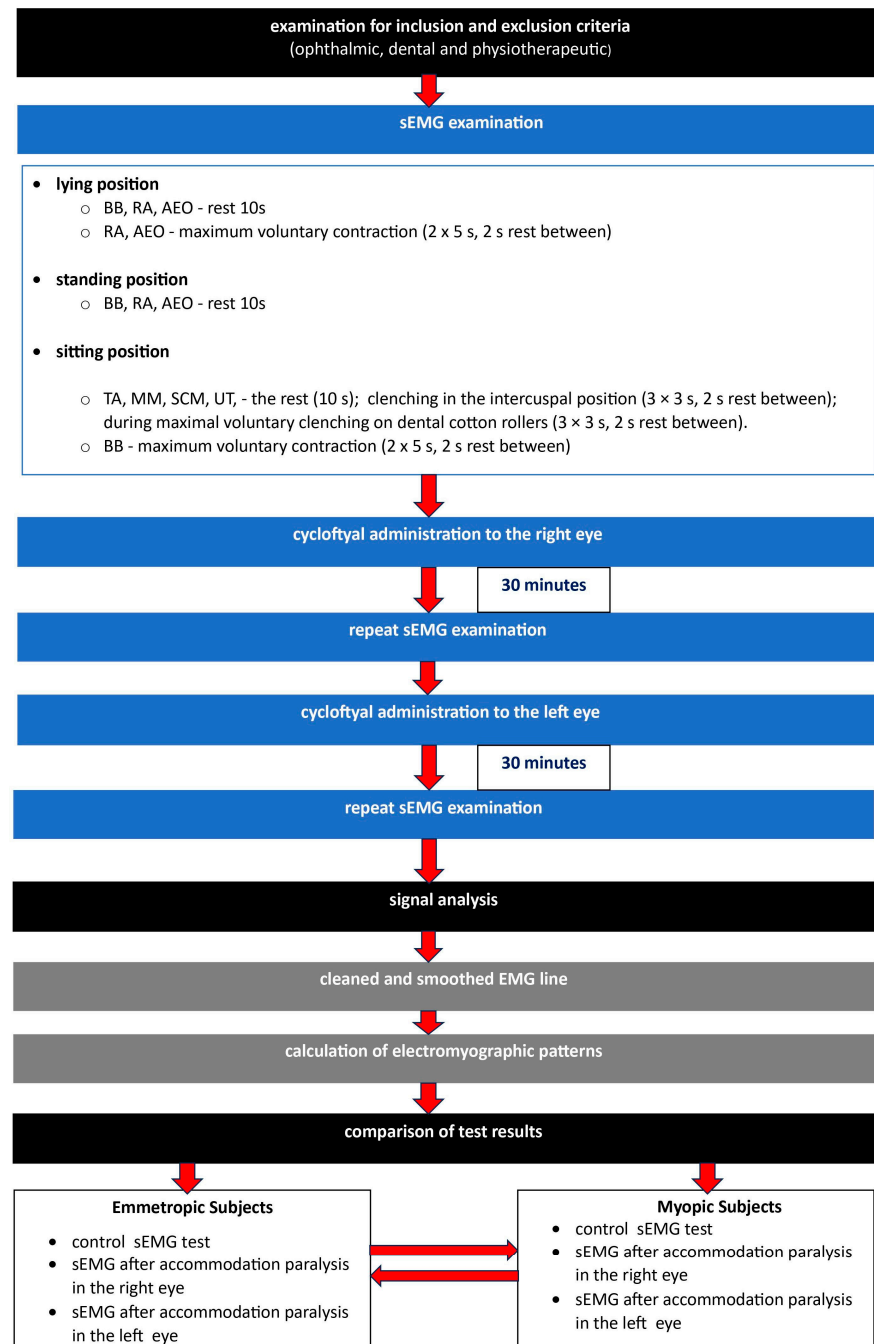 examination for inclusion and exclusion criteria
(ophthalmic, dental and physiotherapeutic)
sEMG examination
• lying position
○ BB, RA, AEO - rest 10s
○ RA, AEO - maximum voluntary contraction (2 x 5 s, 2 s rest between)
• standing position
○ BB, RA, AEO - rest 10s
• sitting position
○ TA, MM, SCM, UT, - the rest (10 s); clenching in the intercuspal position (3 × 3 s, 2 s rest between);
during maximal voluntary clenching on dental cotton rollers (3 × 3 s, 2 s rest between).
○ BB - maximum voluntary contraction (2 x 5 s, 2 s rest between)
cycloftyal administration to the right eye
30 minutes
repeat sEMG examination
cycloftyal administration to the left eye
30 minutes
repeat sEMG examination
signal analysis
cleaned and smoothed EMG line
calculation of electromyographic patterns
comparison of test results
Emmetropic Subjects
• control sEMG test
• sEMG after accommodation paralysis
in the right eye
• sEMG after accommodation paralysis
in the left eye
Myopic Subjects
• control sEMG test
• sEMG after accommodation paralysis
in the right eye
• sEMG after accommodation paralysis
in the left eye